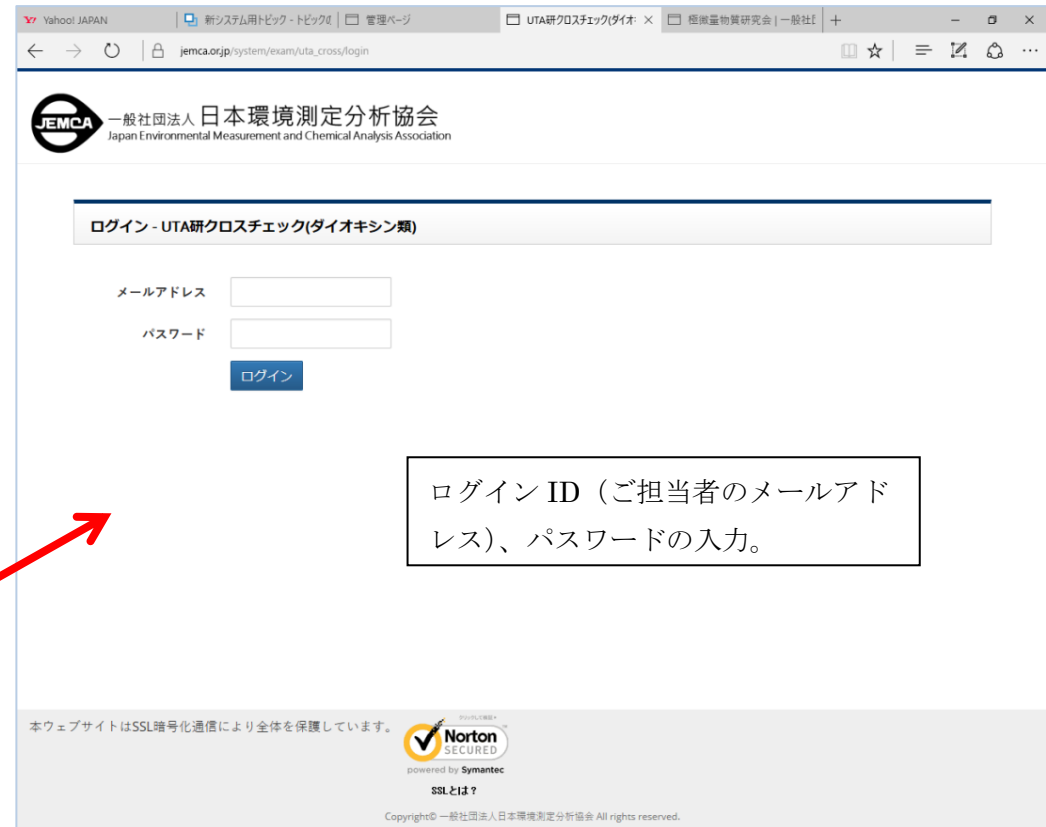 Yahoo! JAPAN
新システム用トピック - トピック
管理ページ
UTA研クロスチェック(ダイオキ
極微量物質研究会 | 一般社
jemca.or.jp/system/exam/uta_cross/login
JEMCA
一般社団法人 日本環境測定分析協会
Japan Environmental Measurement and Chemical Analysis Association
ログイン - UTA研クロスチェック(ダイオキシン類)
メールアドレス
パスワード
ログイン
ログイン ID（ご担当者のメールアド
レス）、パスワードの入力。
本ウェブサイトはSSL暗号化通信により全体を保護しています。
Norton
SECURED
powered by Symantec
SSLとは？
Copyright© 一般社団法人日本環境測定分析協会 All rights reserved.